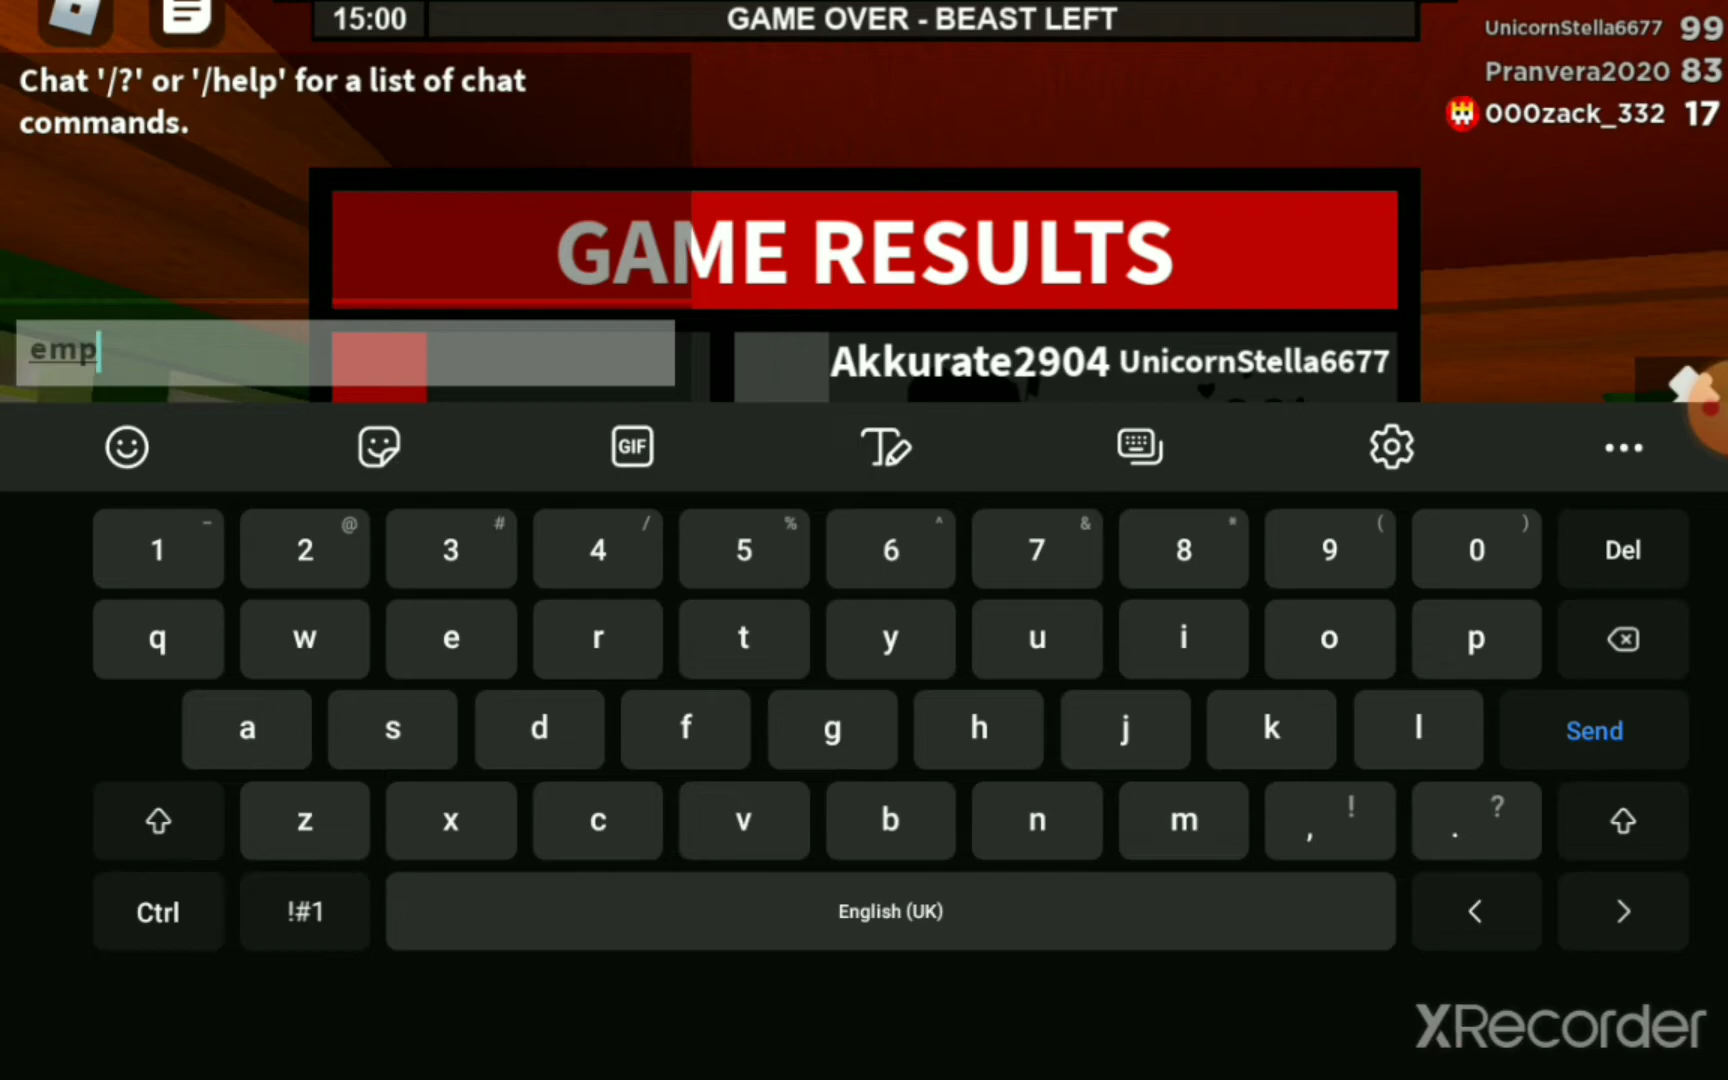 15:00
GAME OVER - BEAST LEFT
UnicornStella6677 99
Pranvera2020 83
000zack_332 17
Chat '/?' or '/help' for a list of chat
commands.
GAME RESULTS
emp
Akkurate2904 UnicornStella6677
GIF
1 - 2 @ 3 # 4 / 5 % 6 ^ 7 & 8 * 9 ( 0 ) Del
q w e r t y u i o p
a s d f g h j k l Send
z x c v b n m , ! . ?
Ctrl !#1 English (UK) < >
XRecorder